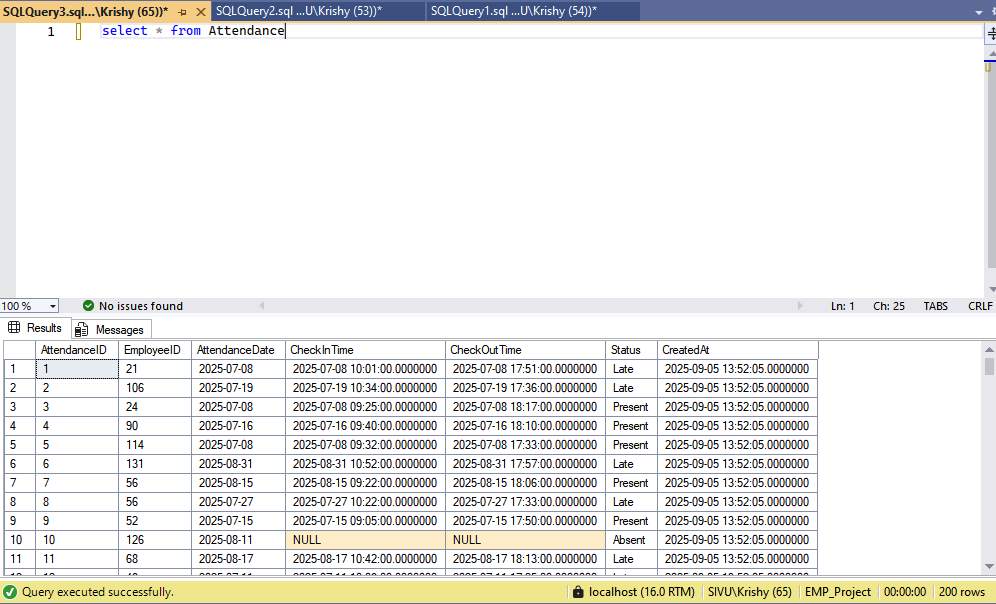 SQLQuery3.sql...\Krishy (65))* SQLQuery2.sql ...U\Krishy (53))* SQLQuery1.sql ...U\Krishy (54))*
1 select * from Attendance
100 % No issues found Ln: 1 Ch: 25 TABS CRLF
Results Messages
AttendanceID EmployeeID AttendanceDate CheckInTime CheckOutTime Status CreatedAt
1 1 21 2025-07-08 2025-07-08 10:01:00.0000000 2025-07-08 17:51:00.0000000 Late 2025-09-05 13:52:05.0000000
2 2 106 2025-07-19 2025-07-19 10:34:00.0000000 2025-07-19 17:36:00.0000000 Late 2025-09-05 13:52:05.0000000
3 3 24 2025-07-08 2025-07-08 09:25:00.0000000 2025-07-08 18:17:00.0000000 Present 2025-09-05 13:52:05.0000000
4 4 90 2025-07-16 2025-07-16 09:40:00.0000000 2025-07-16 18:10:00.0000000 Present 2025-09-05 13:52:05.0000000
5 5 114 2025-07-08 2025-07-08 09:32:00.0000000 2025-07-08 17:33:00.0000000 Present 2025-09-05 13:52:05.0000000
6 6 131 2025-08-31 2025-08-31 10:52:00.0000000 2025-08-31 17:57:00.0000000 Late 2025-09-05 13:52:05.0000000
7 7 56 2025-08-15 2025-08-15 09:22:00.0000000 2025-08-15 18:06:00.0000000 Present 2025-09-05 13:52:05.0000000
8 8 56 2025-07-27 2025-07-27 10:22:00.0000000 2025-07-27 17:33:00.0000000 Late 2025-09-05 13:52:05.0000000
9 9 52 2025-07-15 2025-07-15 09:05:00.0000000 2025-07-15 17:50:00.0000000 Present 2025-09-05 13:52:05.0000000
10 10 126 2025-08-11 NULL NULL Absent 2025-09-05 13:52:05.0000000
11 11 68 2025-08-17 2025-08-17 10:42:00.0000000 2025-08-17 18:13:00.0000000 Late 2025-09-05 13:52:05.0000000
Query executed successfully. localhost (16.0 RTM) SIVU\Krishy (65) EMP_Project 00:00:00 200 rows